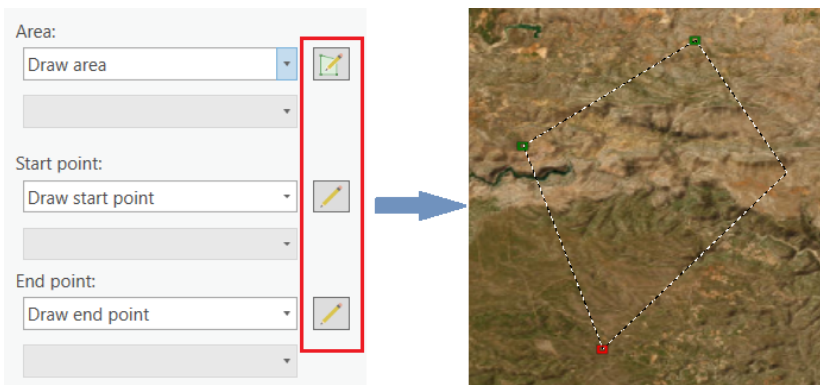 Area:
Draw area
Start point:
Draw start point
End point:
Draw end point